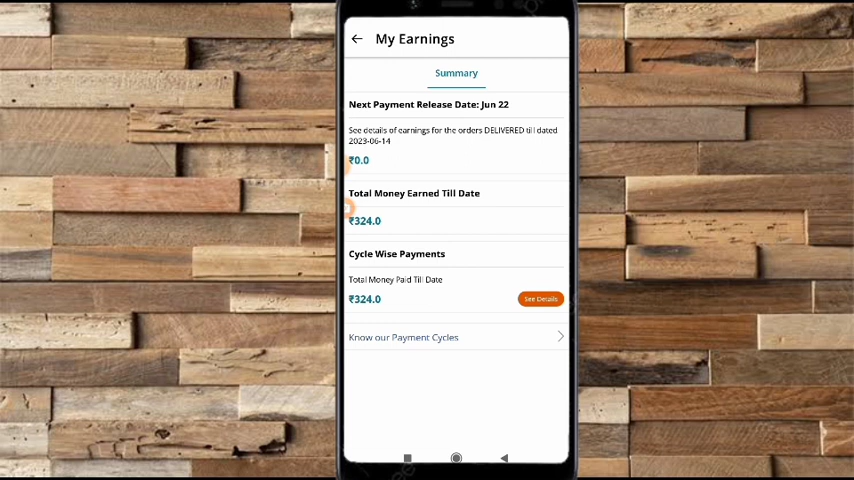 My Earnings
Summary
Next Payment Release Date: Jun 22
See details of earnings for the orders DELIVERED till dated
2023-06-14
₹0.0
Total Money Earned Till Date
₹324.0
Cycle Wise Payments
Total Money Paid Till Date
₹324.0
See Details
Know our Payment Cycles